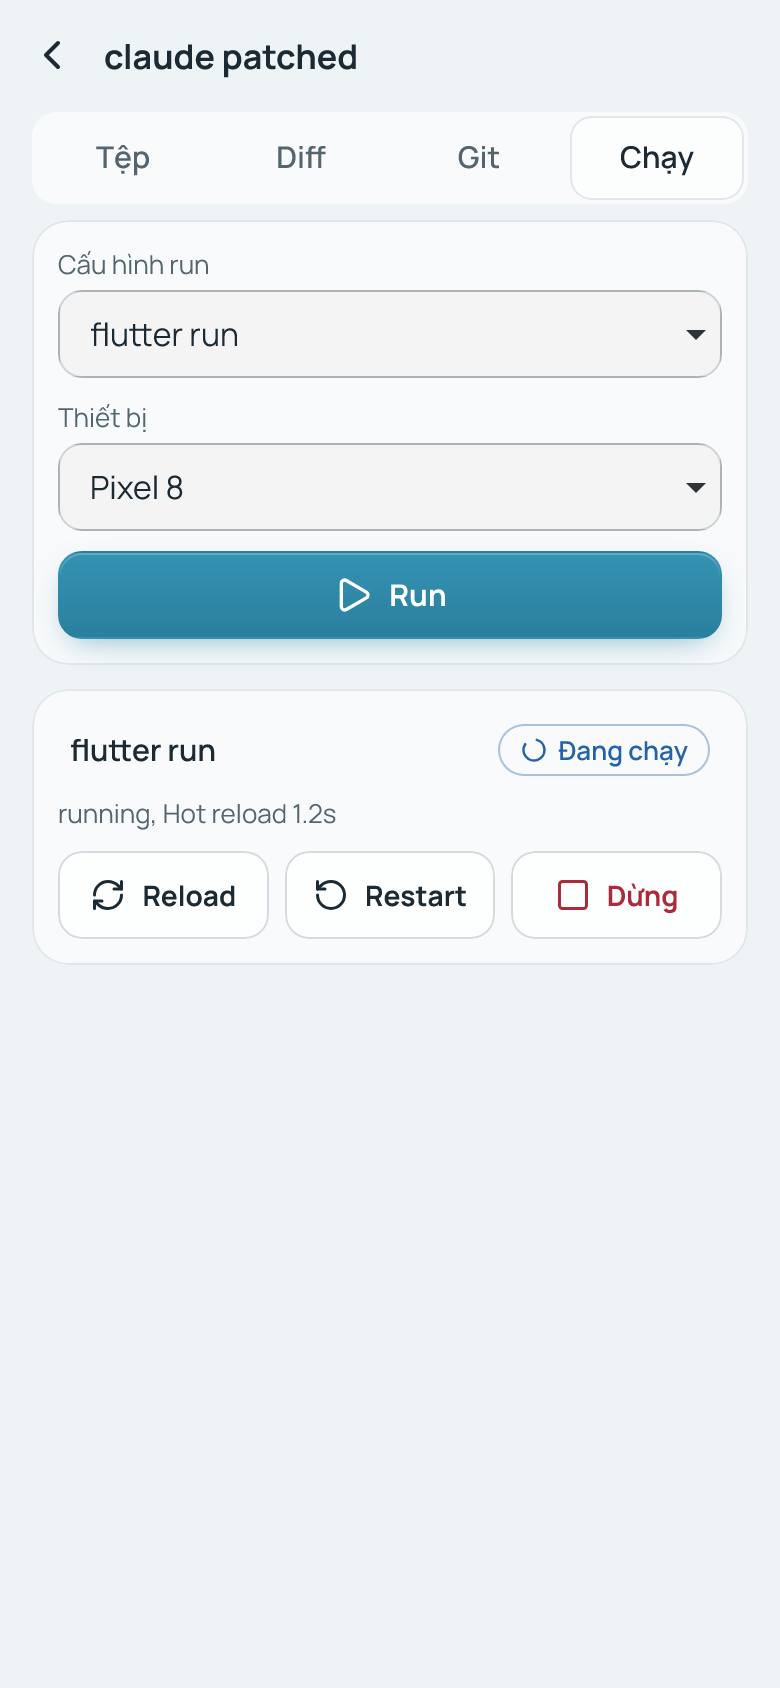 claude patched
Tệp Diff Git Chạy
Cấu hình run
flutter run
Thiết bị
Pixel 8
Run
flutter run Đang chạy
running, Hot reload 1.2s
Reload Restart Dừng